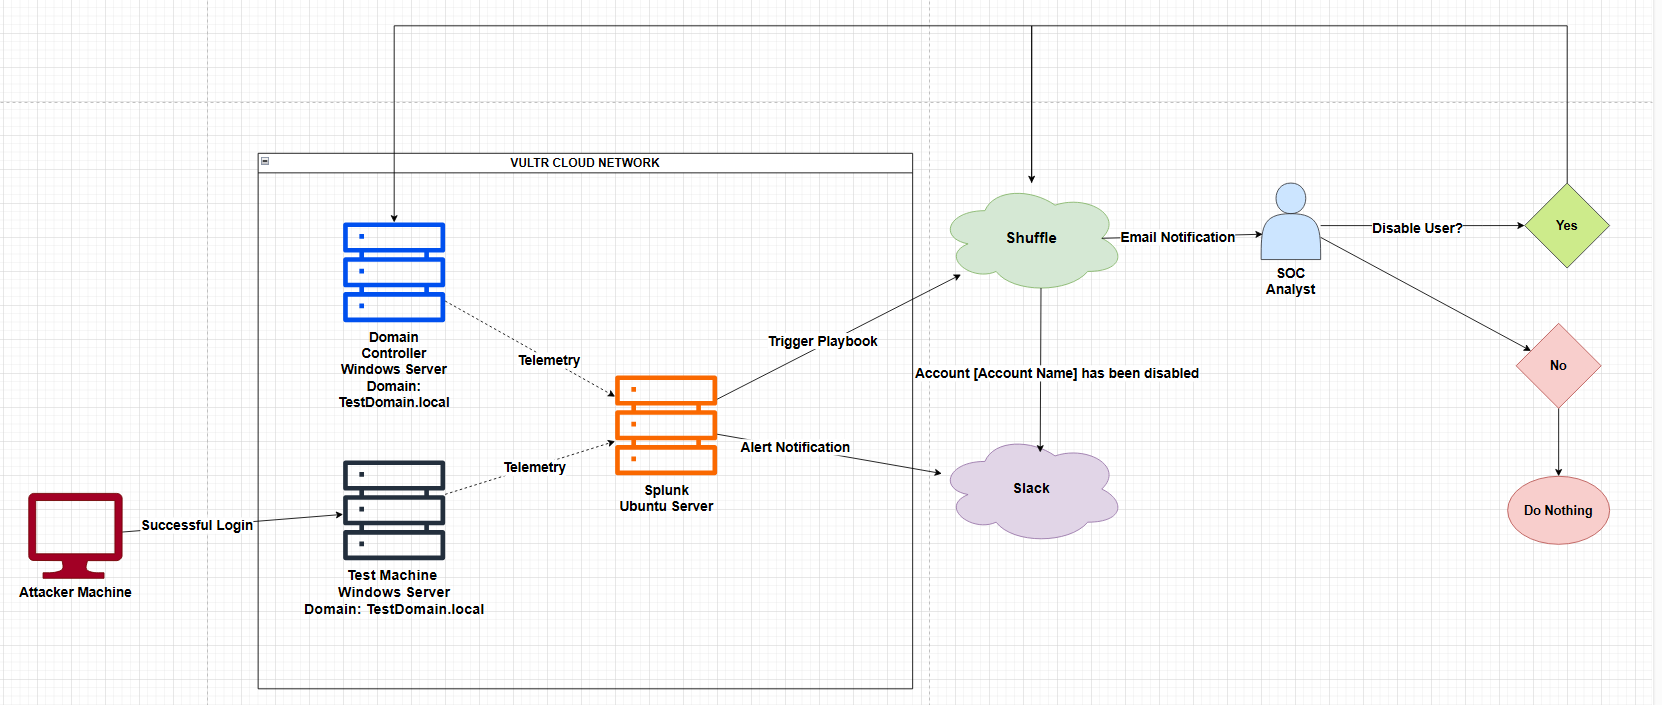 VULTR CLOUD NETWORK
Domain
Controller
Windows Server
Domain:
TestDomain.local
Telemetry
Telemetry
Splunk
Ubuntu Server
Successful Login
Attacker Machine
Test Machine
Windows Server
Domain: TestDomain.local
Trigger Playbook
Alert Notification
Shuffle
Email Notification
SOC
Analyst
Disable User?
Yes
No
Do Nothing
Account [Account Name] has been disabled
Slack